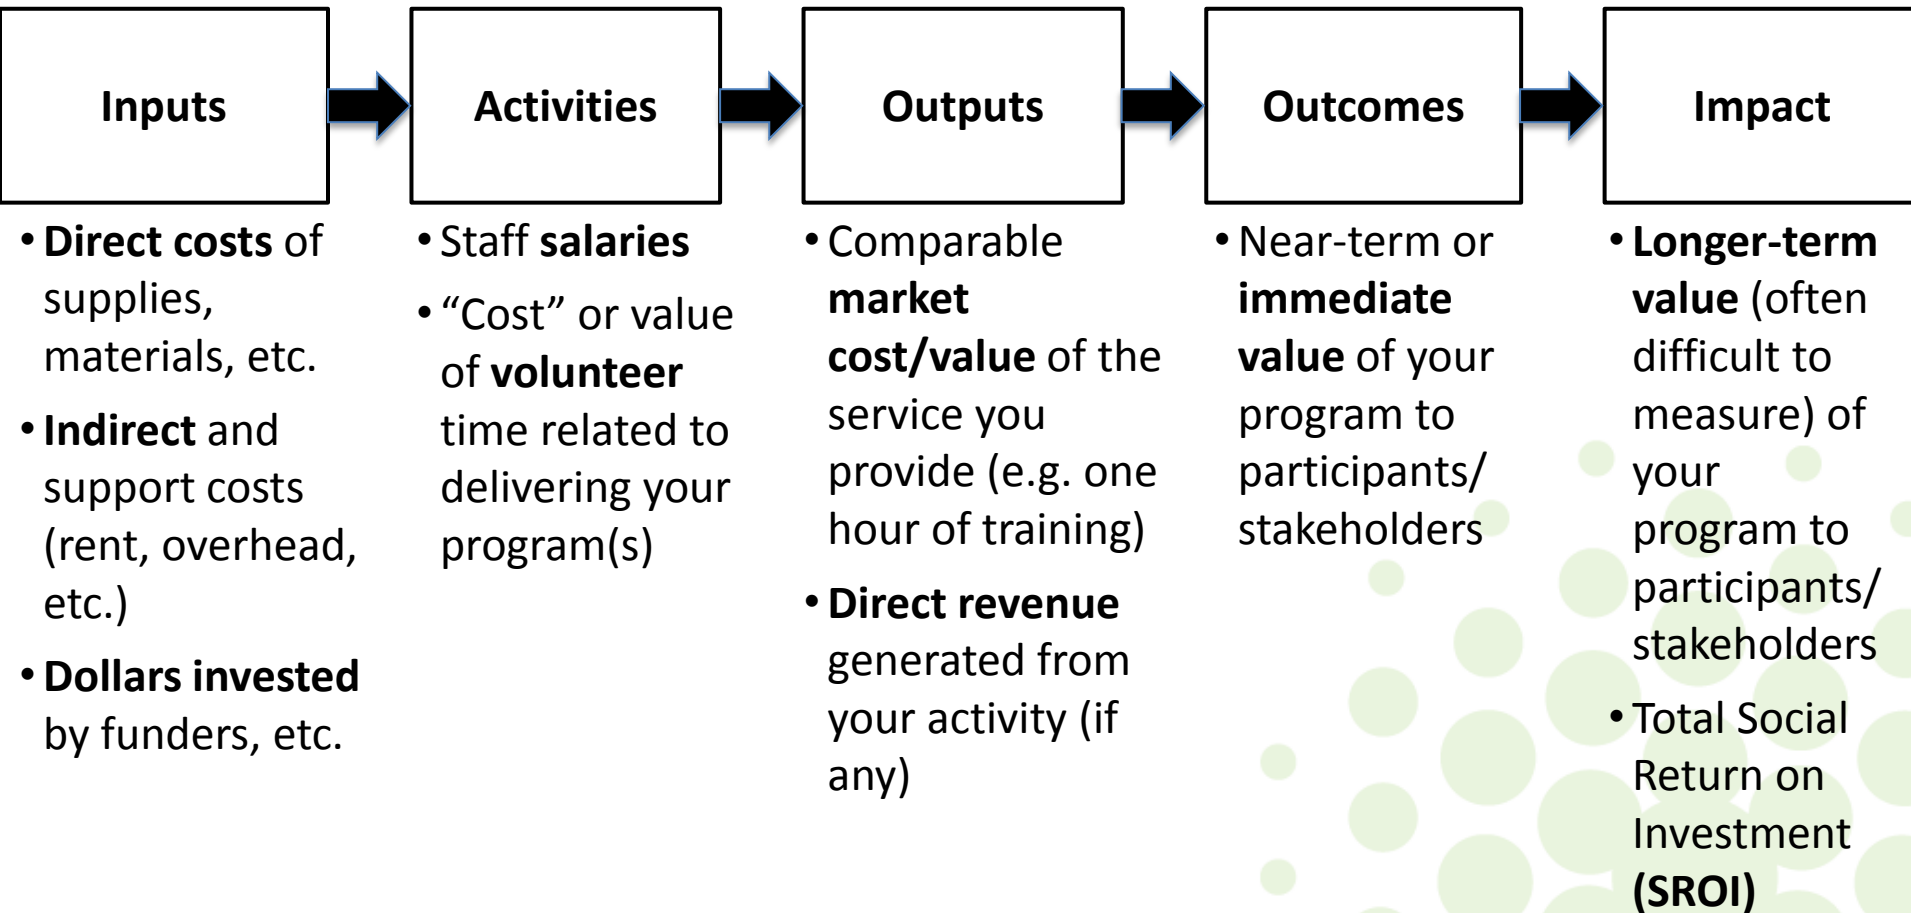 Inputs
Activities
Outputs
Outcomes
Impact
• Direct costs of
supplies,
materials, etc.
• Indirect and
support costs
(rent, overhead,
etc.)
• Dollars invested
by funders, etc.
• Staff salaries
• “Cost” or value
of volunteer
time related to
delivering your
program(s)
• Comparable
market
cost/value of the
service you
provide (e.g. one
hour of training)
• Direct revenue
generated from
your activity (if
any)
• Near-term or
immediate
value of your
program to
participants/
stakeholders
• Longer-term
value (often
difficult to
measure) of
your
program to
participants/
stakeholders
• Total Social
Return on
Investment
(SROI)